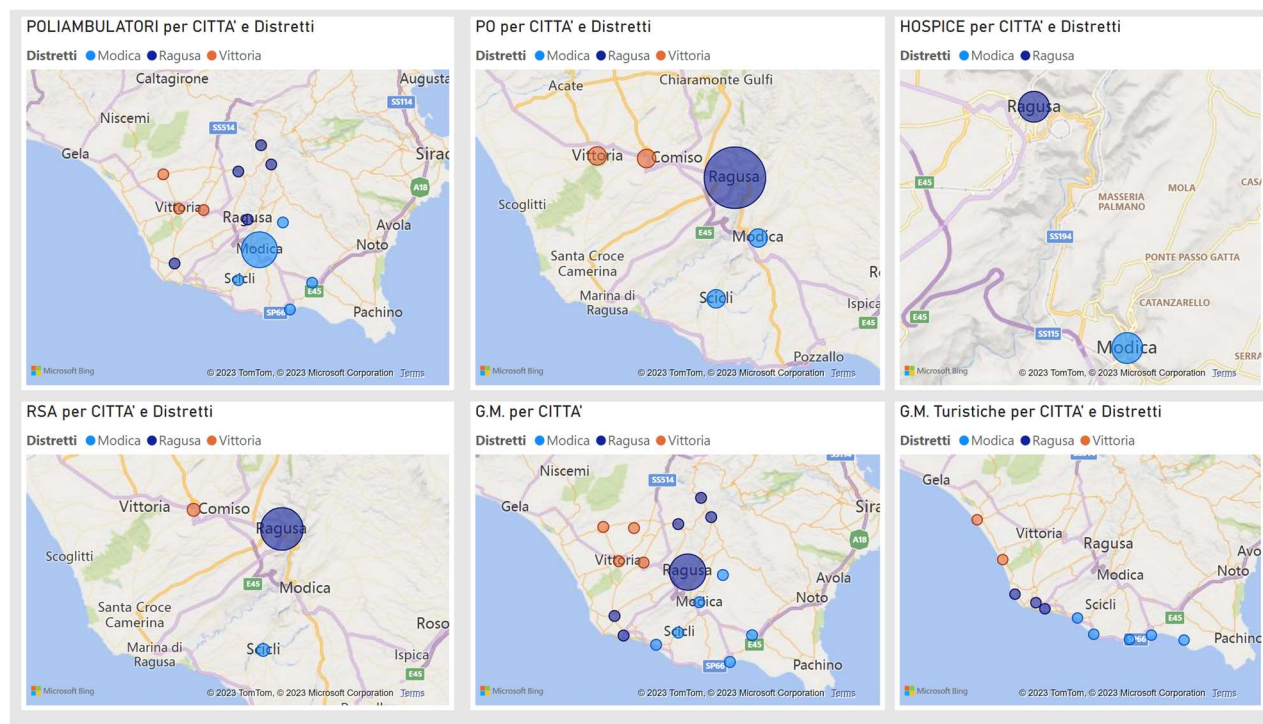 POLIAMBULATORI per CITTA' e Distretti
Distretti Modica Ragusa Vittoria
Caltagirone
Augusta
SS114
Niscemi
SS514
Gela
Sirac
A18
Vittoria
Ragusa
Avola
Modica
Noto
Scicli
E45
SP66
Pachino
Microsoft Bing
© 2023 TomTom, © 2023 Microsoft Corporation Terms
PO per CITTA' e Distretti
Distretti Modica Ragusa Vittoria
Chiaramonte Gulfi
Acate
Vittoria
Comiso
Ragusa
Scoglitti
E45
Modica
Santa Croce
Camerina
Marina di
Ragusa
Scicli
Ispica
E45
Pozzallo
Microsoft Bing
© 2023 TomTom, © 2023 Microsoft Corporation Terms
HOSPICE per CITTA' e Distretti
Distretti Modica Ragusa
Ragusa
E45
MOLA
CASA
MASSERIA
PALMANO
SS194
PONTE PASSO GATTA
CATANZARELLO
E45
SS115
Modica
SERRA
Microsoft Bing
© 2023 TomTom, © 2023 Microsoft Corporation Terms
RSA per CITTA' e Distretti
Distretti Modica Ragusa Vittoria
Vittoria
Comiso
Ragusa
Scoglitti
E45
Modica
Santa Croce
Camerina
Roso
Marina di
Ragusa
Scicli
Ispica
E45
Microsoft Bing
© 2023 TomTom, © 2023 Microsoft Corporation Terms
G.M. per CITTA'
Distretti Modica Ragusa Vittoria
Niscemi
SS514
Gela
Sira
A18
Vittoria
Ragusa
Avola
Modica
Noto
Scicli
E45
SP66
Pachino
Microsoft Bing
© 2023 TomTom, © 2023 Microsoft Corporation Terms
G.M. Turistiche per CITTA' e Distretti
Distretti Modica Ragusa Vittoria
Gela
Vittoria
Ragusa
Avo
Modica
Noto
Scicli
E45
SP66
Pachino
Microsoft Bing
© 2023 TomTom, © 2023 Microsoft Corporation Terms